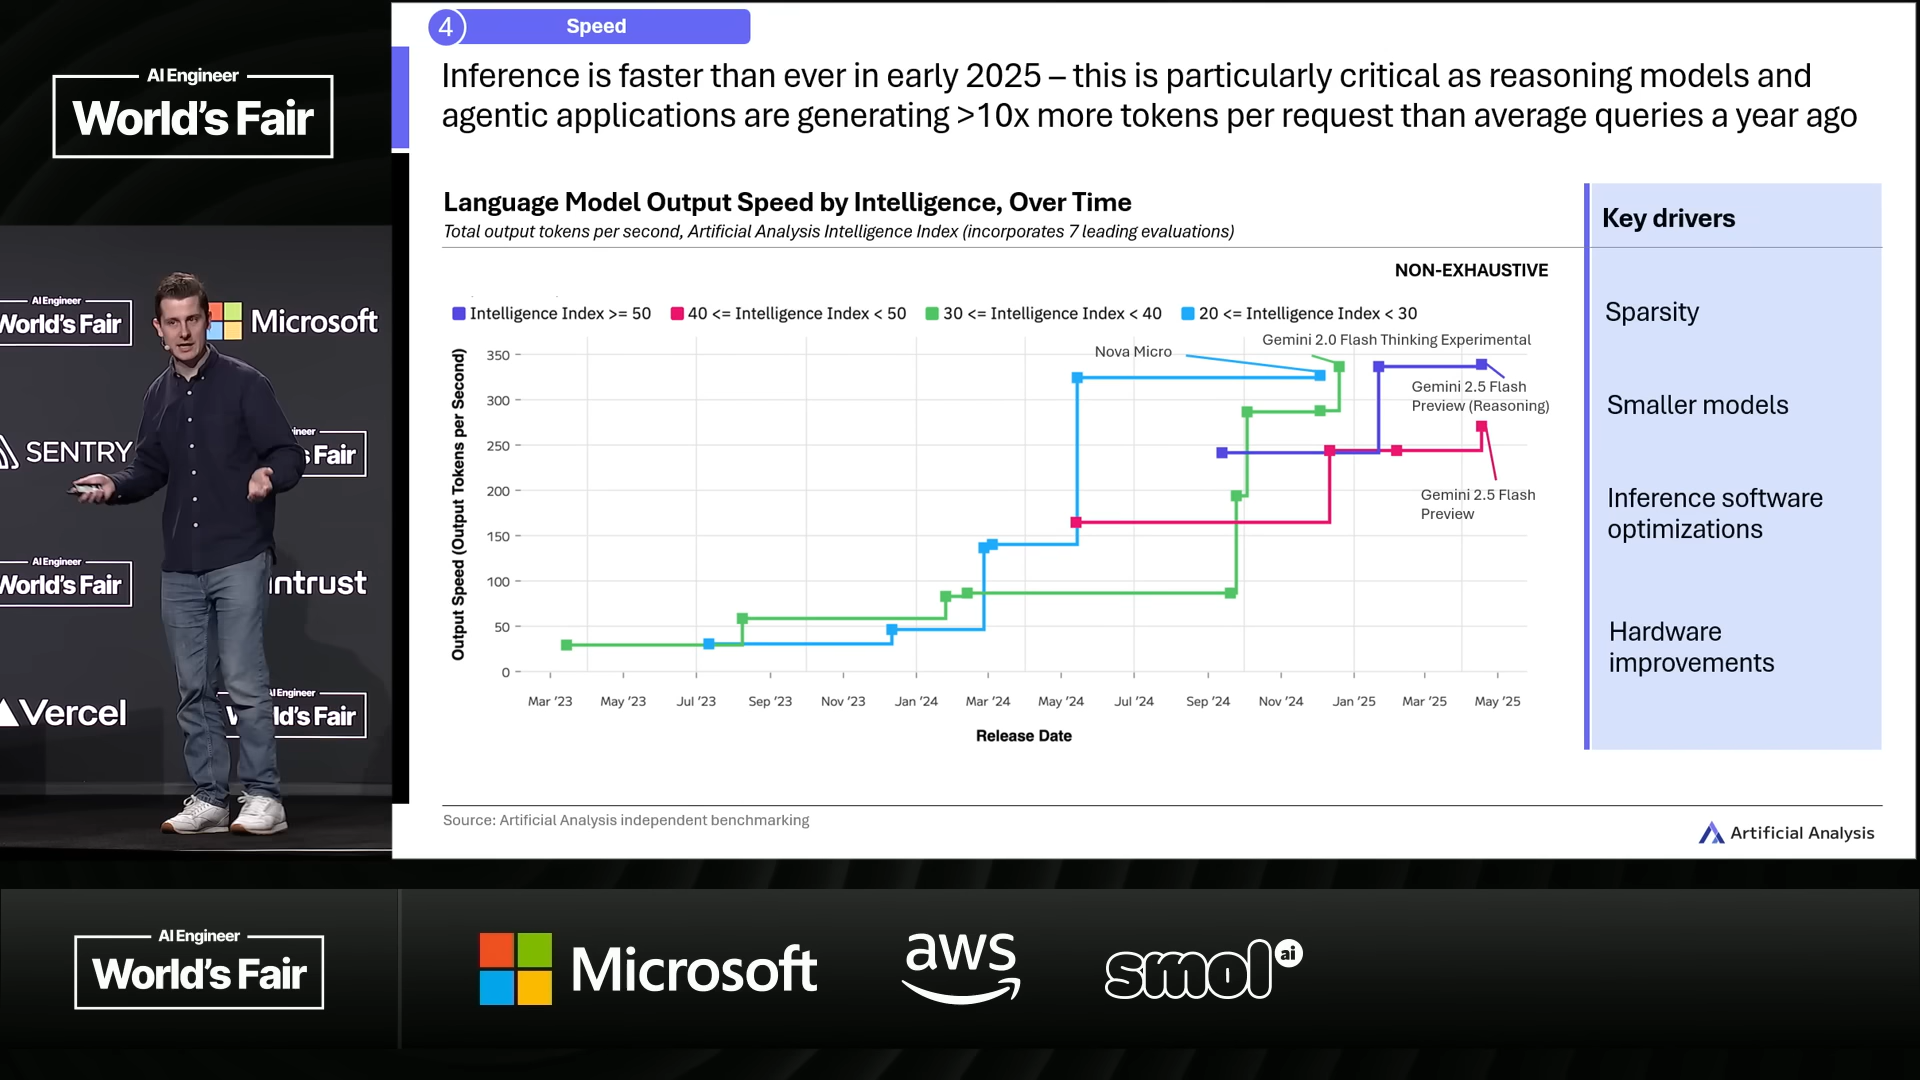 AI Engineer
World's Fair
4
Speed
Inference is faster than ever in early 2025 – this is particularly critical as reasoning models and
agentic applications are generating >10x more tokens per request than average queries a year ago
Language Model Output Speed by Intelligence, Over Time
Total output tokens per second, Artificial Analysis Intelligence Index (incorporates 7 leading evaluations)
NON-EXHAUSTIVE
Intelligence Index >= 50
40 <= Intelligence Index < 50
30 <= Intelligence Index < 40
20 <= Intelligence Index < 30
Output Speed (Output Tokens per Second)
350
300
250
200
150
100
50
0
Nova Micro
Gemini 2.0 Flash Thinking Experimental
Gemini 2.5 Flash
Preview (Reasoning)
Gemini 2.5 Flash
Preview
Mar '23
May '23
Jul '23
Sep '23
Nov '23
Jan '24
Mar '24
May '24
Jul '24
Sep '24
Nov '24
Jan '25
Mar '25
May '25
Release Date
Key drivers
Sparsity
Smaller models
Inference software
optimizations
Hardware
improvements
Source: Artificial Analysis independent benchmarking
Artificial Analysis
AI Engineer
World's Fair
Microsoft
SENTRY
ineer
s Fair
AI Engineer
World's Fair
ntrust
Vercel
AI Engineer
World's Fair
AI Engineer
World's Fair
Microsoft
aws
smol
ai